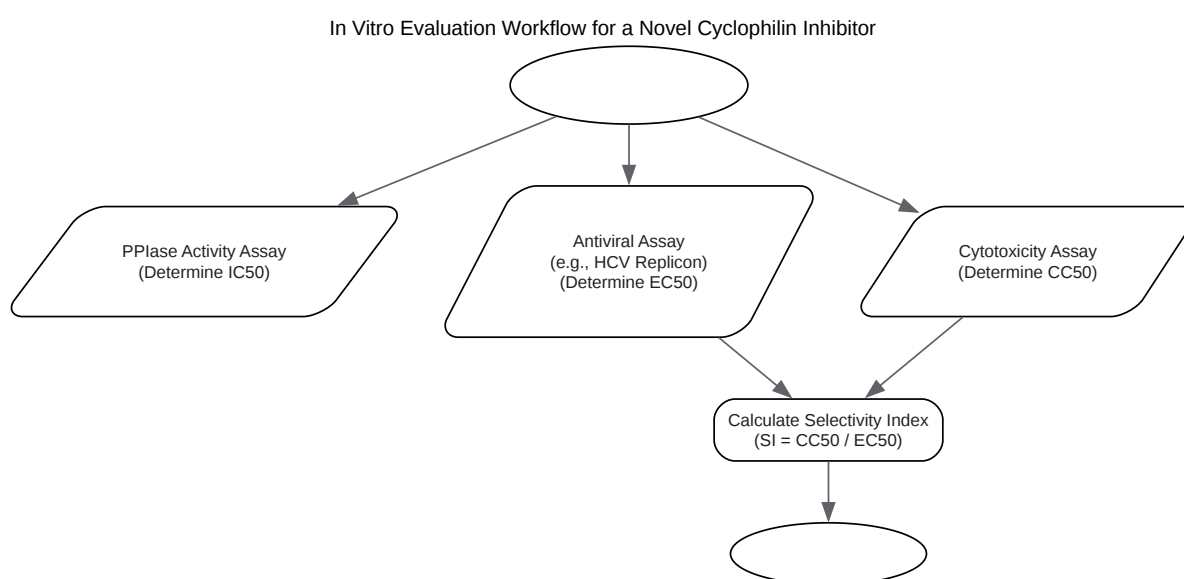 In Vitro Evaluation Workflow for a Novel Cyclophilin Inhibitor
PPIase Activity Assay
(Determine IC50)
Antiviral Assay
(e.g., HCV Replicon)
(Determine EC50)
Cytotoxicity Assay
(Determine CC50)
Calculate Selectivity Index
(SI = CC50 / EC50)